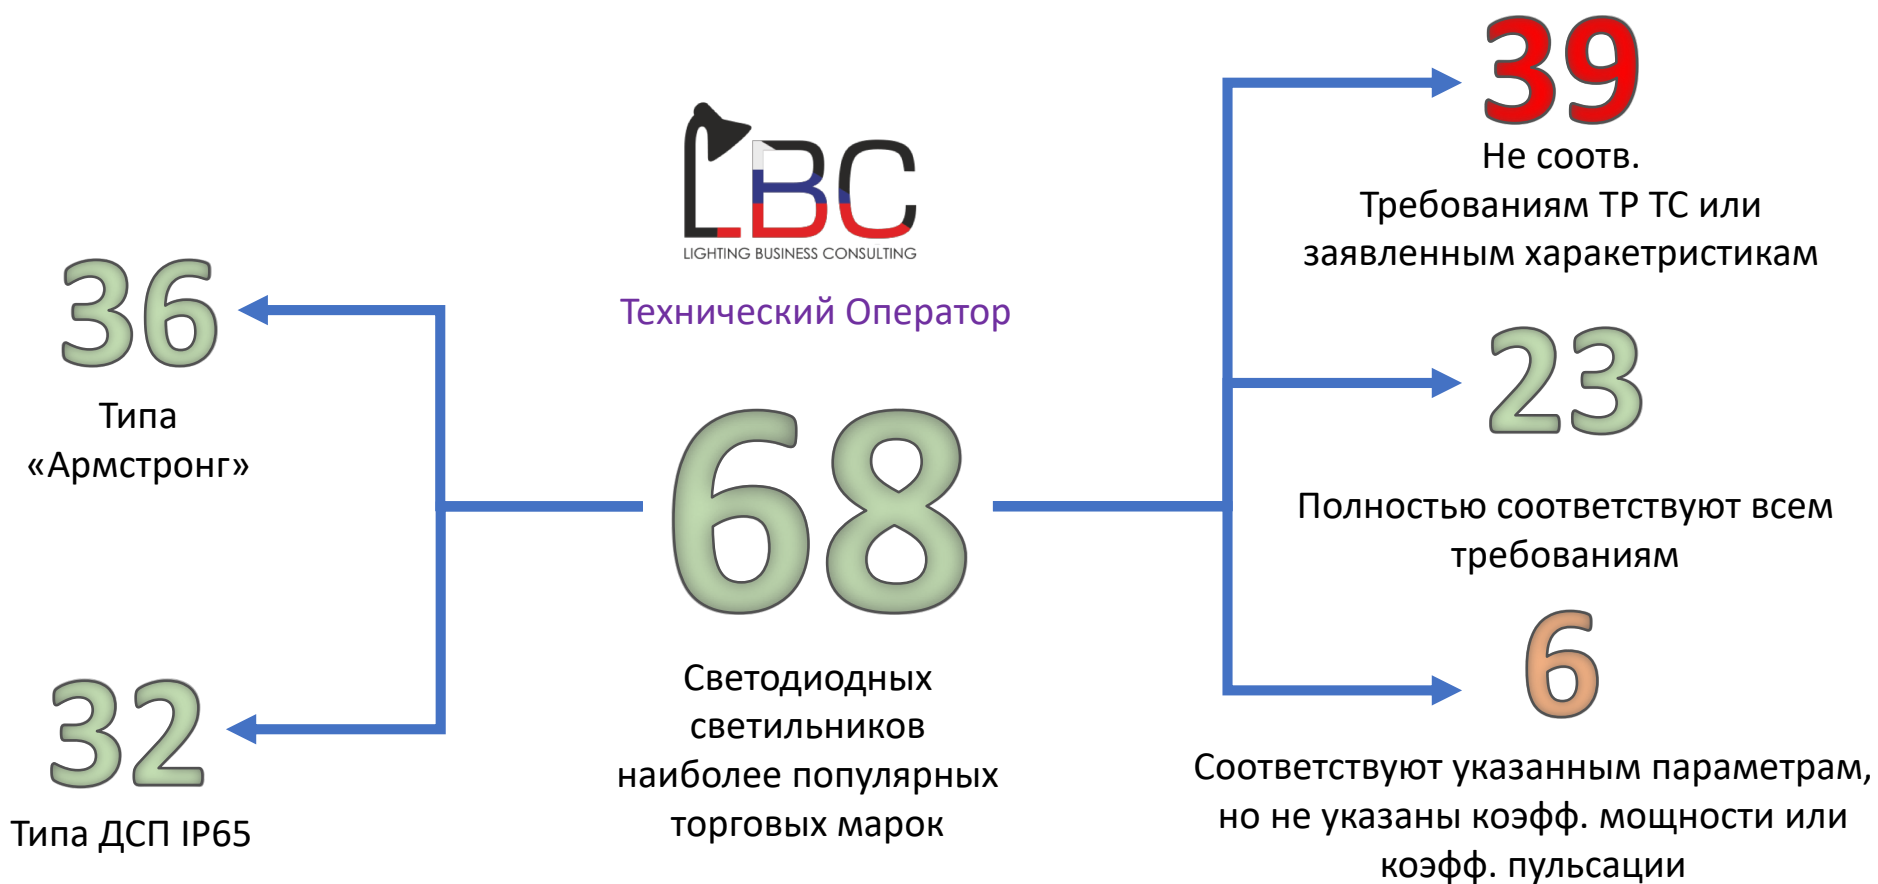 39
Не соотв.
Требованиям ТР ТС или
заявленным харакетристикам
LBC
LIGHTING BUSINESS CONSULTING
Технический Оператор
36
Типа
«Армстронг»
23
Полностью соответствуют всем
требованиям
68
Светодиодных
светильников
наиболее популярных
торговых марок
32
Типа ДСП IP65
6
Соответствуют указанным параметрам,
но не указаны коэфф. мощности или
коэфф. пульсации